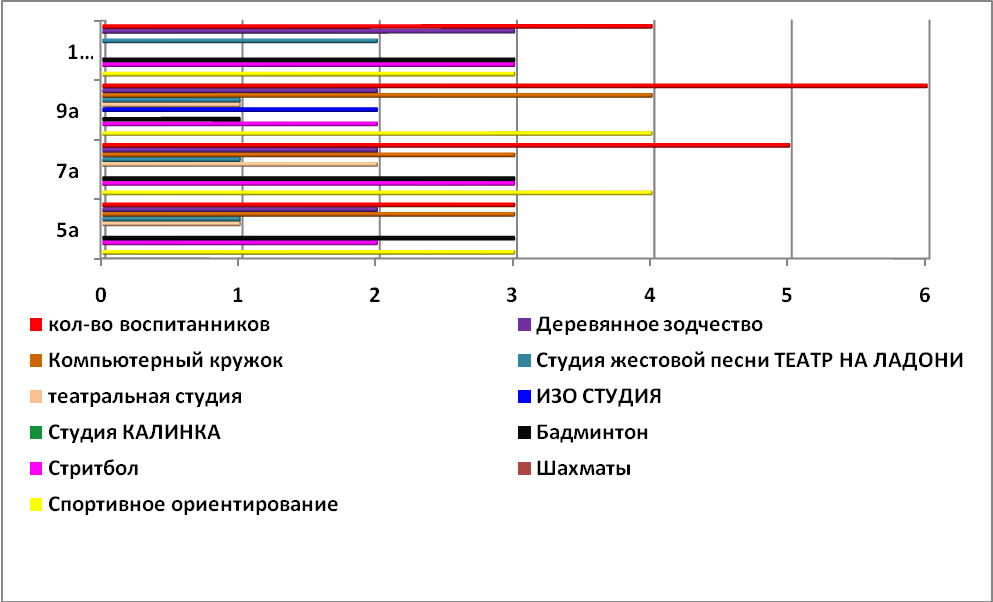 1...
9а
7а
5а
0 1 2 3 4 5 6
кол-во воспитанников
Деревянное зодчество
Компьютерный кружок
Студия жестовой песни ТЕАТР НА ЛАДОНИ
театральная студия
ИЗО СТУДИЯ
Студия КАЛИНКА
Бадминтон
Стритбол
Шахматы
Спортивное ориентирование